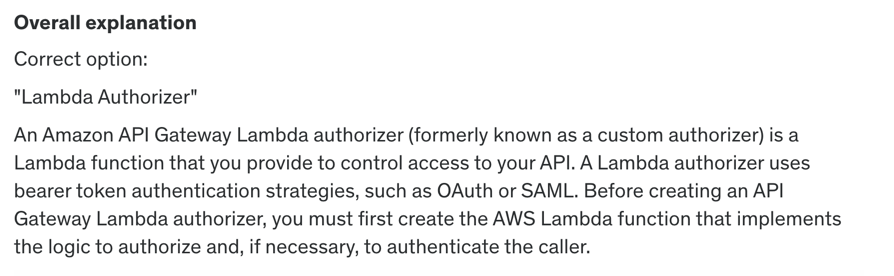 Overall explanation
Correct option:
"Lambda Authorizer"
An Amazon API Gateway Lambda authorizer (formerly known as a custom authorizer) is a
Lambda function that you provide to control access to your API. A Lambda authorizer uses
bearer token authentication strategies, such as OAuth or SAML. Before creating an API
Gateway Lambda authorizer, you must first create the AWS Lambda function that implements
the logic to authorize and, if necessary, to authenticate the caller.